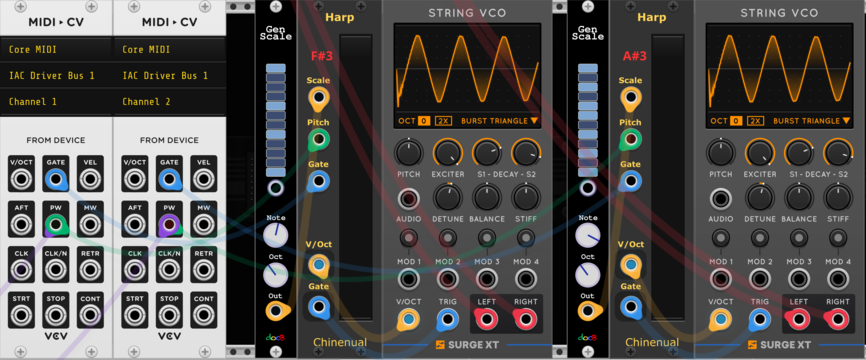 MIDI ▸ CV
Core MIDI
IAC Driver Bus 1
Channel 1
FROM DEVICE
V/OCT GATE VEL
AFT PW MW
CLK CLK/N RETR
STRT STOP CONT
VCV
MIDI ▸ CV
Core MIDI
IAC Driver Bus 1
Channel 2
FROM DEVICE
V/OCT GATE VEL
AFT PW MW
CLK CLK/N RETR
STRT STOP CONT
VCV
Gen
Scale
Note
Oct
Out
docB
Harp
F#3
Scale
Pitch
Gate
V/Oct
Gate
Chinenual
STRING VCO
OCT 0 2X BURST TRIANGLE ▼
PITCH EXCITER S1 - DECAY - S2
AUDIO DETUNE BALANCE STIFF
MOD 1 MOD 2 MOD 3 MOD 4
V/OCT TRIG LEFT RIGHT
SURGE XT
Gen
Scale
Note
Oct
Out
docB
Harp
A#3
Scale
Pitch
Gate
V/Oct
Gate
Chinenual
STRING VCO
OCT 0 2X BURST TRIANGLE ▼
PITCH EXCITER S1 - DECAY - S2
AUDIO DETUNE BALANCE STIFF
MOD 1 MOD 2 MOD 3 MOD 4
V/OCT TRIG LEFT RIGHT
SURGE XT